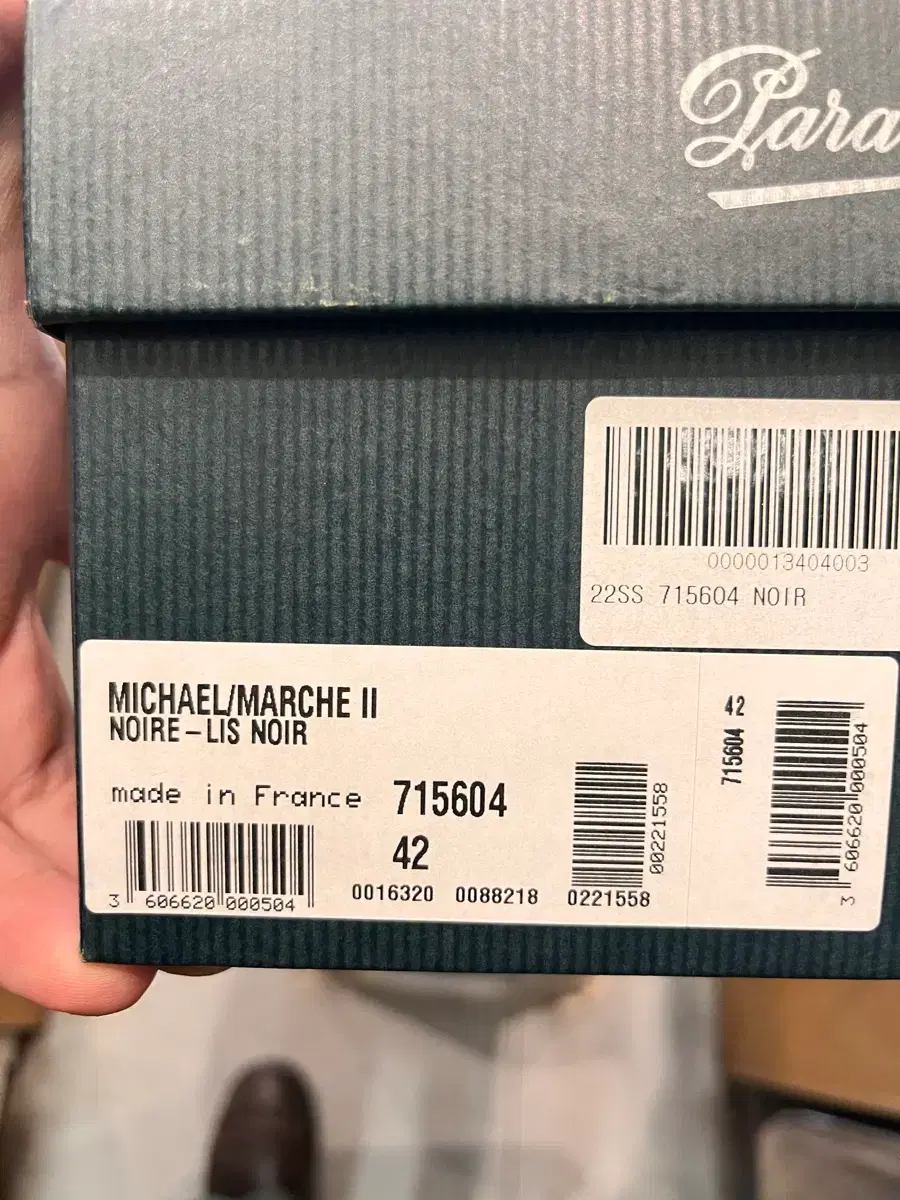 Para
0000013404003
22SS 715604 NOIR
MICHAEL/MARCHE II
NOIRE-LIS NOIR
made in France 715604
42
3 606620 000504
0016320 0088218 0221558
00221558
42
715604
3 606620 000504